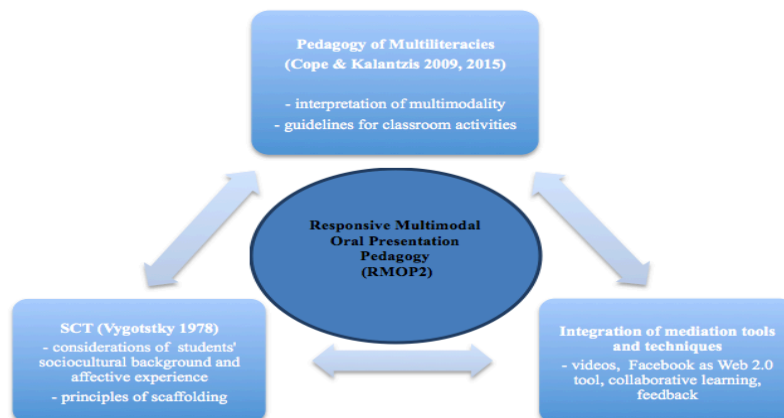 Pedagogy of Multiliteracies
(Cope & Kalantzis 2009, 2015)
- interpretation of multimodality
- guidelines for classroom activities
Responsive Multimodal
Oral Presentation
Pedagogy
(RMOP2)
SCT (Vygotstky 1978)
- considerations of students'
sociocultural background and
affective experience
- principles of scaffolding
Integration of mediation tools
and techniques
- videos, Facebook as Web 2.0
tool, collaborative learning,
feedback